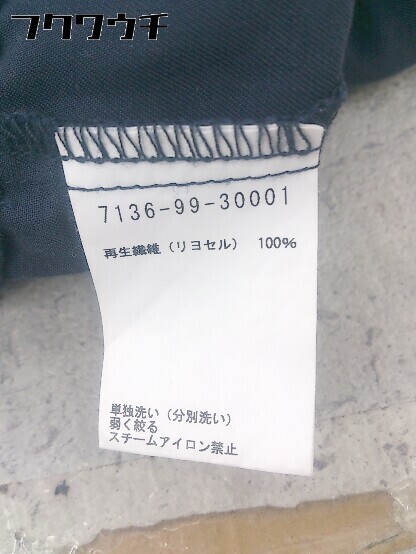 フクワウチ
7136-99-30001
再生繊維（リヨセル） 100%
単独洗い（分別洗い）
弱く絞る
スチームアイロン禁止